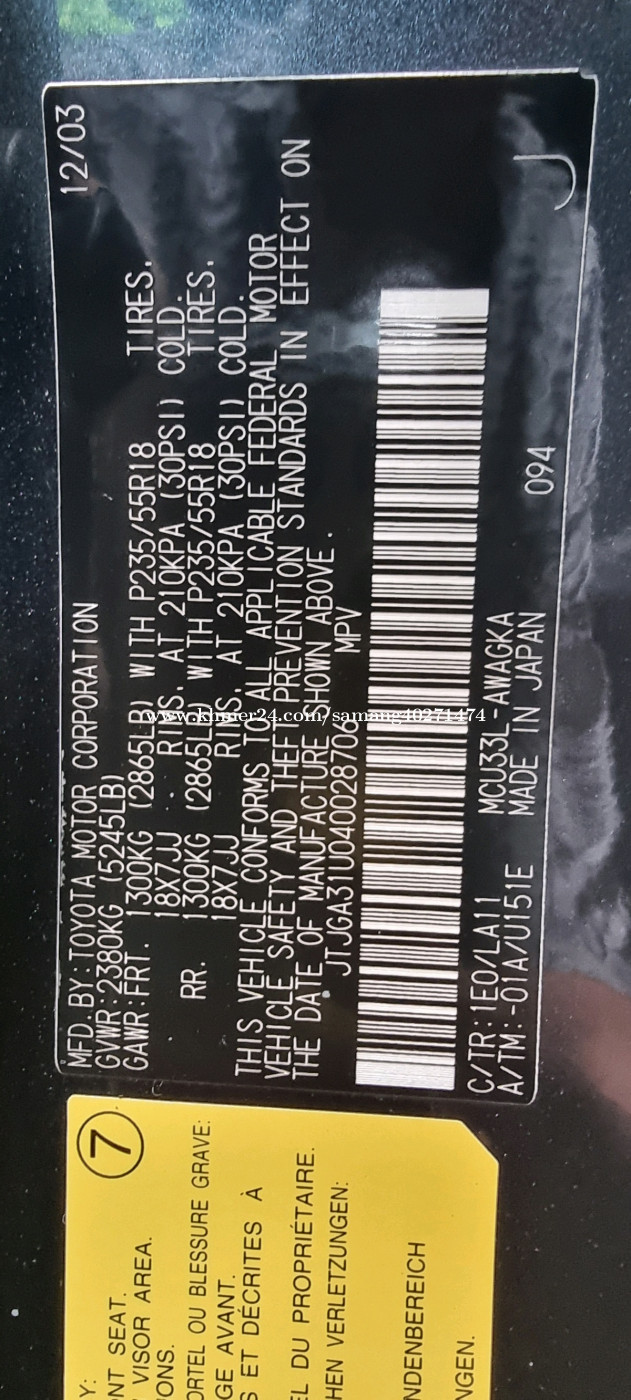 MFD.BY:TOYOTA MOTOR CORPORATION 12/03
GVWR:2380KG (5245LB)
GAWR:FRT. 1300KG (2865LB) WITH P235/55R18 TIRES.
18X7JJ RIMS. AT 210KPA (30PSI) COLD.
RR. 1300KG (2865LB) WITH P235/55R18 TIRES.
18X7JJ RIMS. AT 210KPA (30PSI) COLD.
THIS VEHICLE CONFORMS TO ALL APPLICABLE FEDERAL MOTOR
VEHICLE SAFETY AND THEFT PREVENTION STANDARDS IN EFFECT ON
THE DATE OF MANUFACTURE SHOWN ABOVE.
JTJGA31U040028706 MPV
C/TR:1E0/LA11 MCU33L-AWAGKA
A/TM:-01A/U151E MADE IN JAPAN 094
J
www.khmer24.com/samang40271474
7
Y:
NT SEAT.
VISOR AREA.
IONS.
ORTEL OU BLESSURE GRAVE:
GE AVANT.
S ET DÉCRITES À
EL DU PROPRIÉTAIRE.
HEN VERLETZUNGEN:
NDENBEREICH
NGEN.